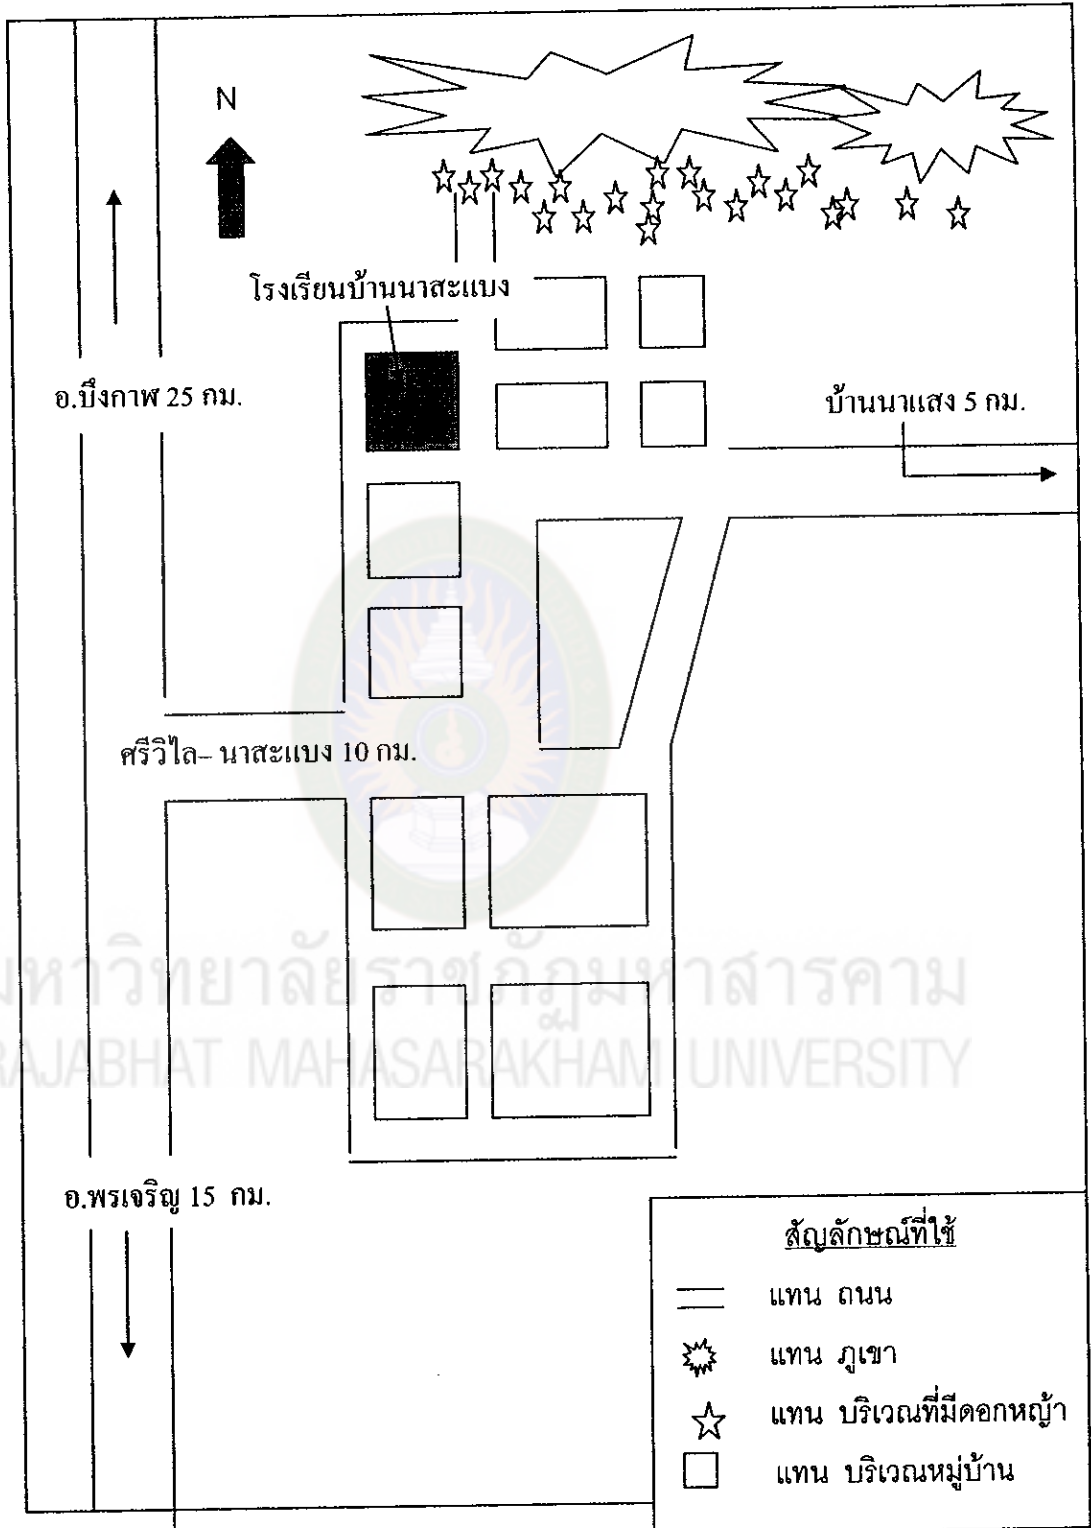 N
โรงเรียนบ้านนาสะแบง
อ.บึงกาฬ 25 กม.
บ้านนาแสง 5 กม.
ศรีวิไล– นาสะแบง 10 กม.
มหาวิทยาลัยราชภัฏมหาสารคาม
RAJABHAT MAHASARAKHAM UNIVERSITY
อ.พรเจริญ 15 กม.
สัญลักษณ์ที่ใช้
แทน ถนน
แทน ภูเขา
แทน บริเวณที่มีดอกหญ้า
แทน บริเวณหมู่บ้าน